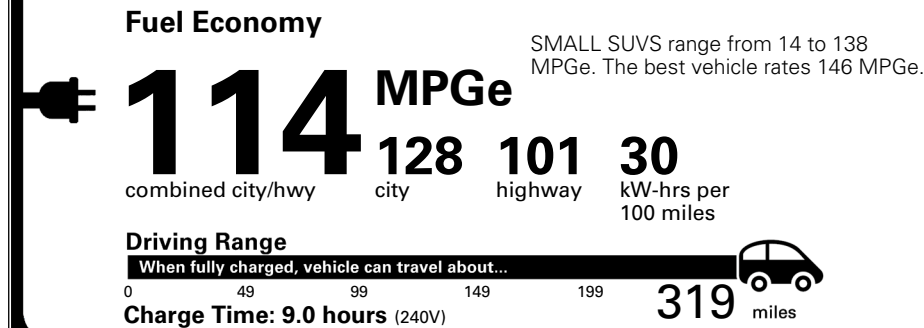 Fuel Economy
SMALL SUVS range from 14 to 138
MPGe. The best vehicle rates 146 MPGe.
114 MPGe
combined city/hwy
128
city
101
highway
30
kW-hrs per
100 miles
Driving Range
When fully charged, vehicle can travel about...
0 49 99 149 199 319 miles
Charge Time: 9.0 hours (240V)